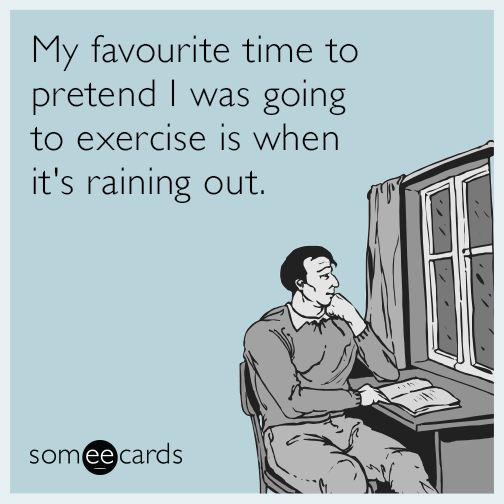 My favourite time to
pretend I was going
to exercise is when
it's raining out.
someecards